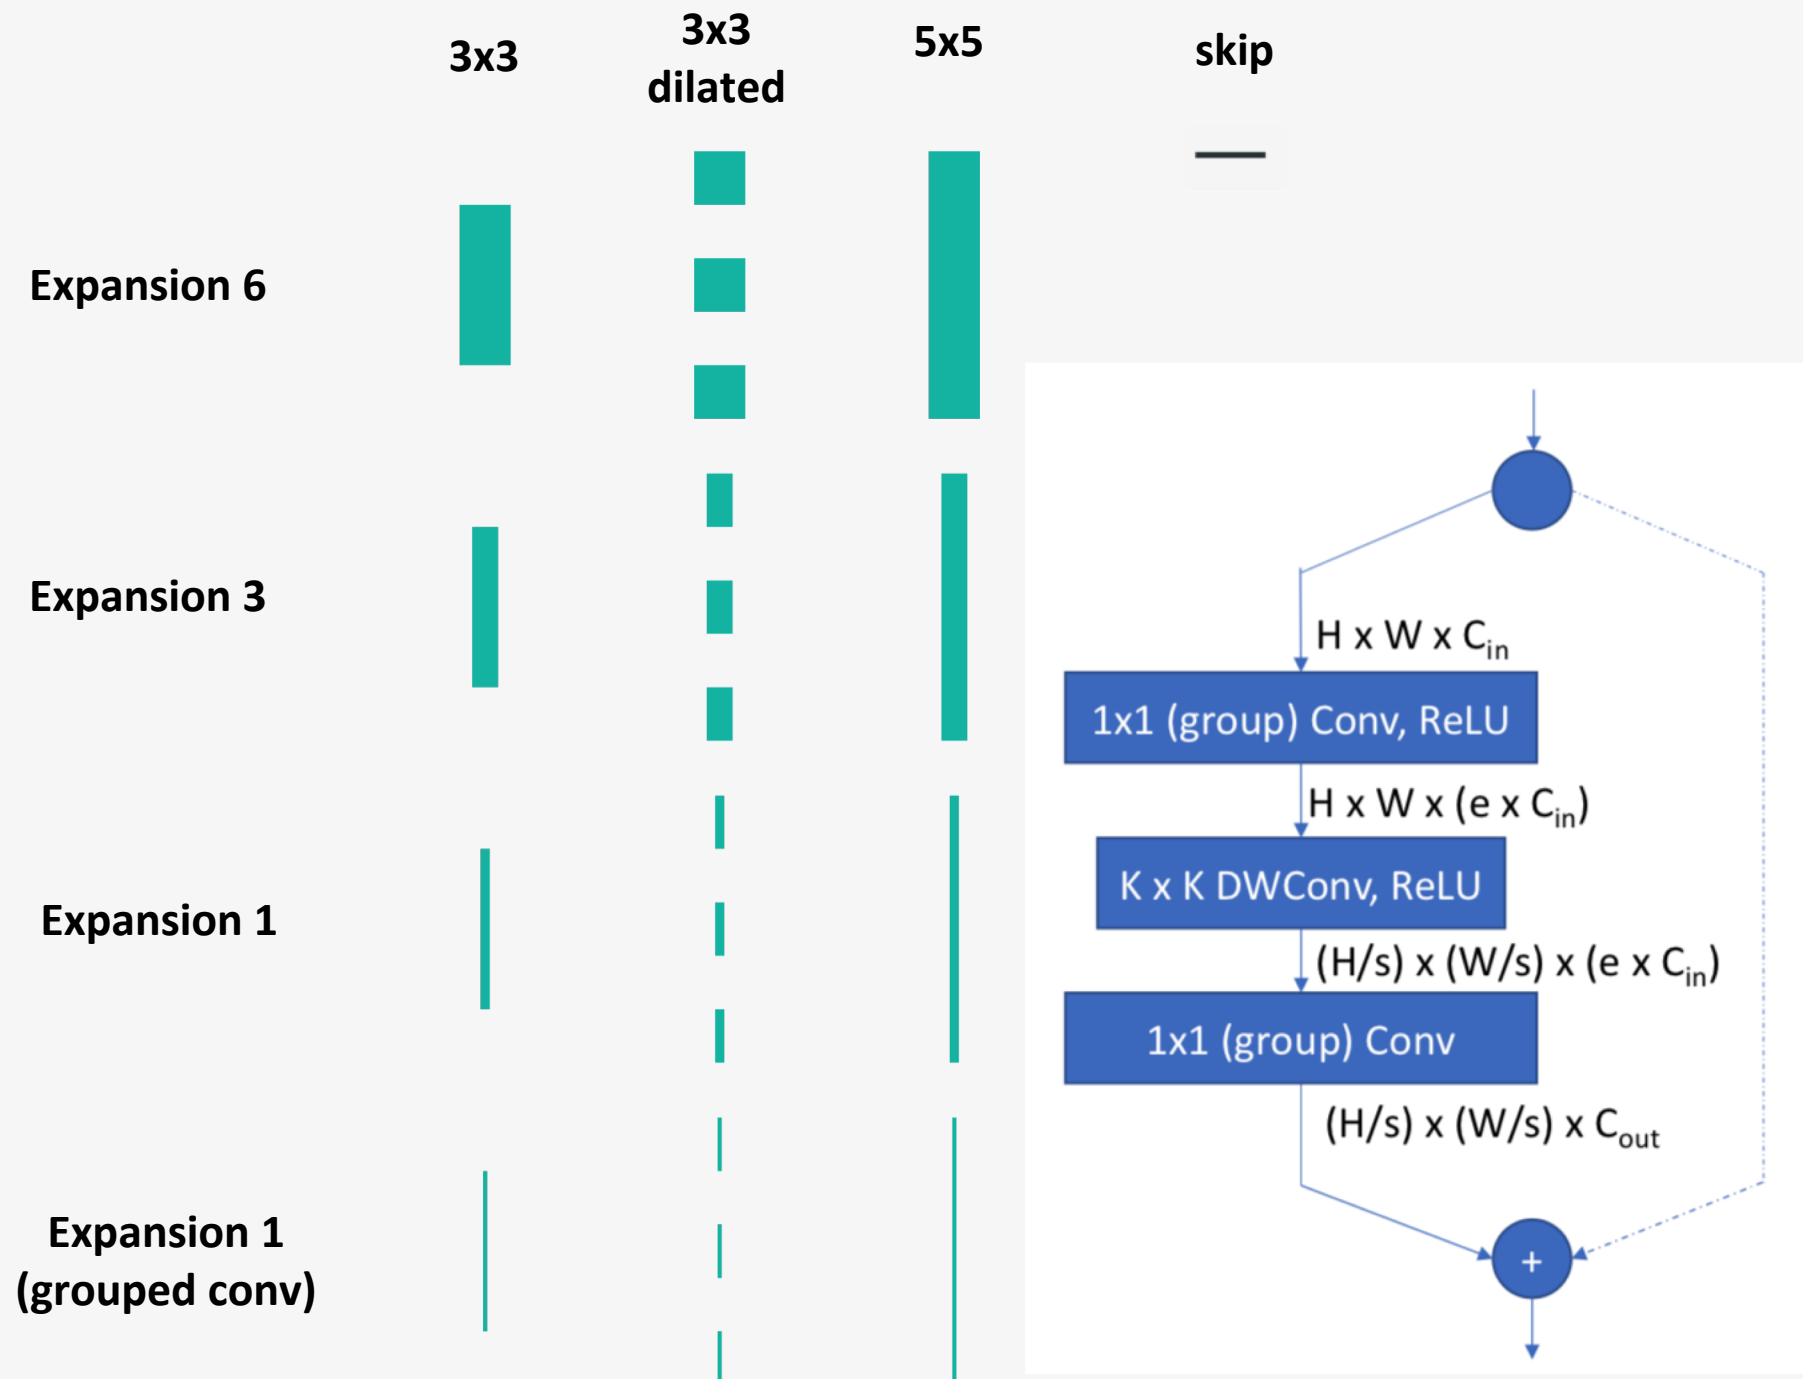 3x3
3x3
dilated
5x5
skip
Expansion 6
Expansion 3
Expansion 1
Expansion 1
(grouped conv)
H x W x Cin
1x1 (group) Conv, ReLU
H x W x (e x Cin)
K x K DWConv, ReLU
(H/s) x (W/s) x (e x Cin)
1x1 (group) Conv
(H/s) x (W/s) x Cout
+